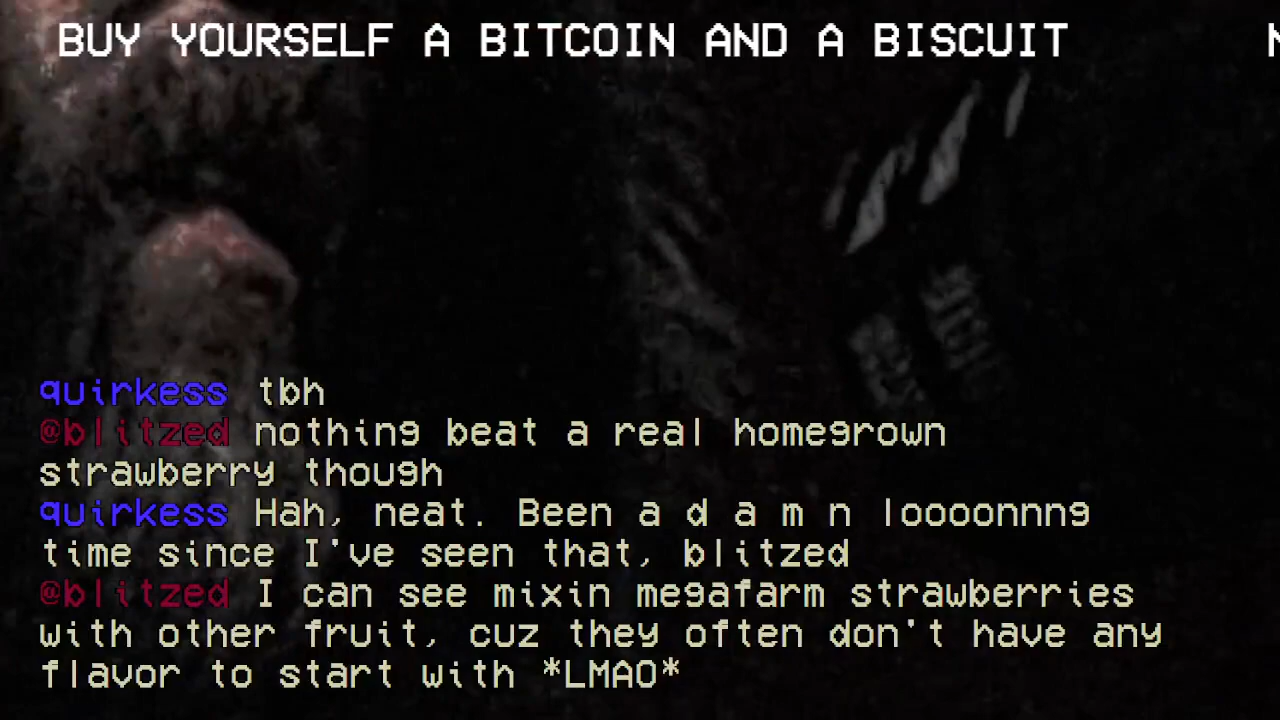 BUY YOURSELF A BITCOIN AND A BISCUIT
quirkess tbh
@blitzed nothing beat a real homegrown
strawberry though
quirkess Hah, neat. Been a d a m n loooonnng
time since I've seen that, blitzed
@blitzed I can see mixin megafarm strawberries
with other fruit, cuz they often don't have any
flavor to start with *LMAO*